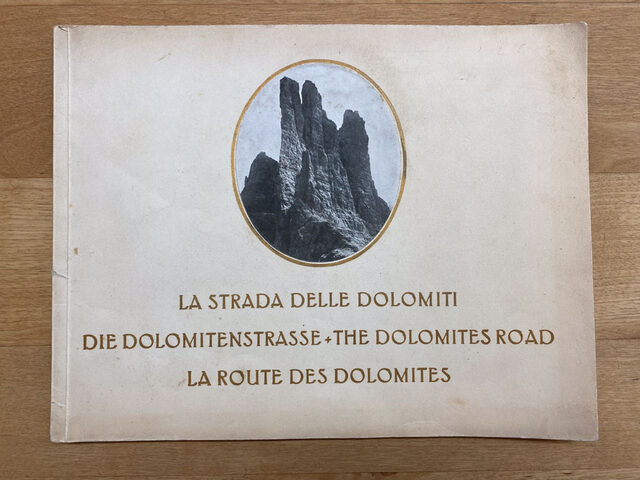 LA STRADA DELLE DOLOMITI
DIE DOLOMITENSTRASSE + THE DOLOMITES ROAD
LA ROUTE DES DOLOMITES